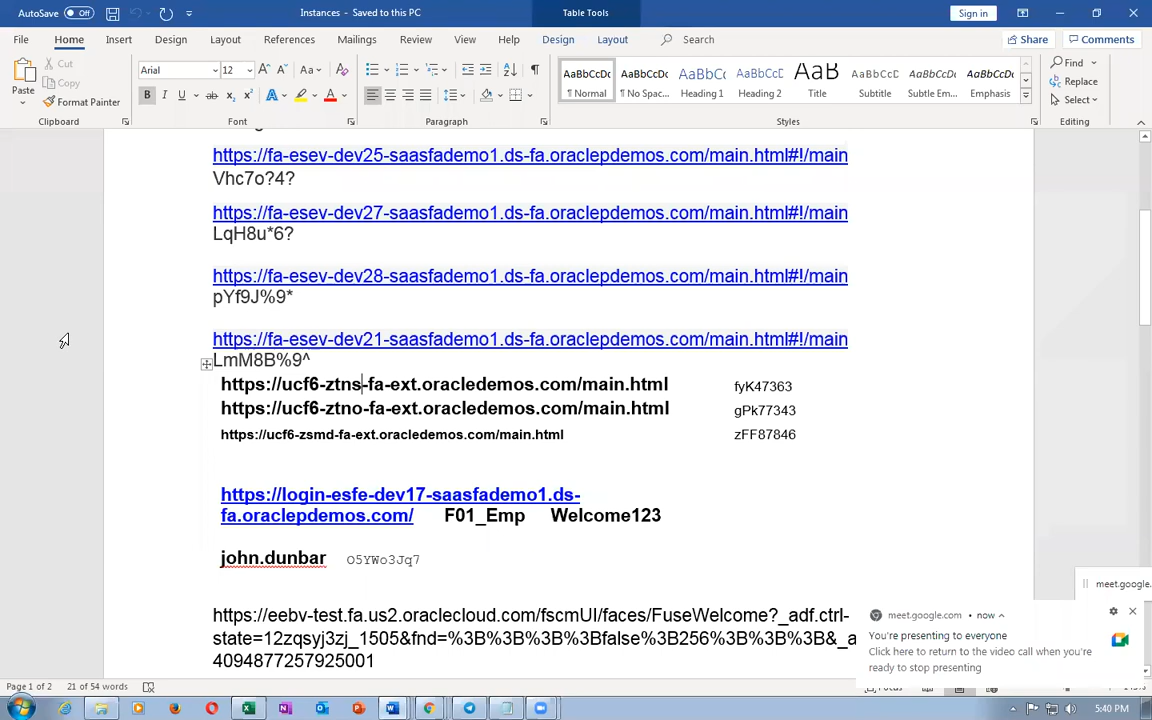 AutoSave Off Instances - Saved to this PC Table Tools Sign in
File Home Insert Design Layout References Mailings Review View Help Design Layout Search Share Comments
Paste
Cut
Copy
Format Painter
Clipboard
Arial 12
Font
Paragraph
AaBbCcDc ¶ Normal
AaBbCcDc ¶ No Spac...
AaBbCc Heading 1
AaBbCcD Heading 2
AaB Title
AaBbCcD Subtitle
AaBbCcDc Subtle Em...
AaBbCcDc Emphasis
Styles
Find
Replace
Select
Editing
https://fa-esev-dev25-saasfademo1.ds-fa.oraclepdemos.com/main.html#!/main
Vhc7o?4?
https://fa-esev-dev27-saasfademo1.ds-fa.oraclepdemos.com/main.html#!/main
LqH8u*6?
https://fa-esev-dev28-saasfademo1.ds-fa.oraclepdemos.com/main.html#!/main
pYf9J%9*
https://fa-esev-dev21-saasfademo1.ds-fa.oraclepdemos.com/main.html#!/main
LmM8B%9^
https://ucf6-ztns-fa-ext.oracledemos.com/main.html fyK47363
https://ucf6-ztno-fa-ext.oracledemos.com/main.html gPk77343
https://ucf6-zsmd-fa-ext.oracledemos.com/main.html zFF87846
https://login-esfe-dev17-saasfademo1.ds-
fa.oraclepdemos.com/ F01_Emp Welcome123
john.dunbar O5YWo3Jq7
https://eebv-test.fa.us2.oraclecloud.com/fscmUI/faces/FuseWelcome?_adf.ctrl-
state=12zqsyj3zj_1505&fnd=%3B%3B%3B%3Bfalse%3B256%3B%3B%3B&_a
4094877257925001
meet.google.
meet.google.com • now
You're presenting to everyone
Click here to return to the video call when you're
ready to stop presenting
Page 1 of 2 21 of 54 words
5:40 PM